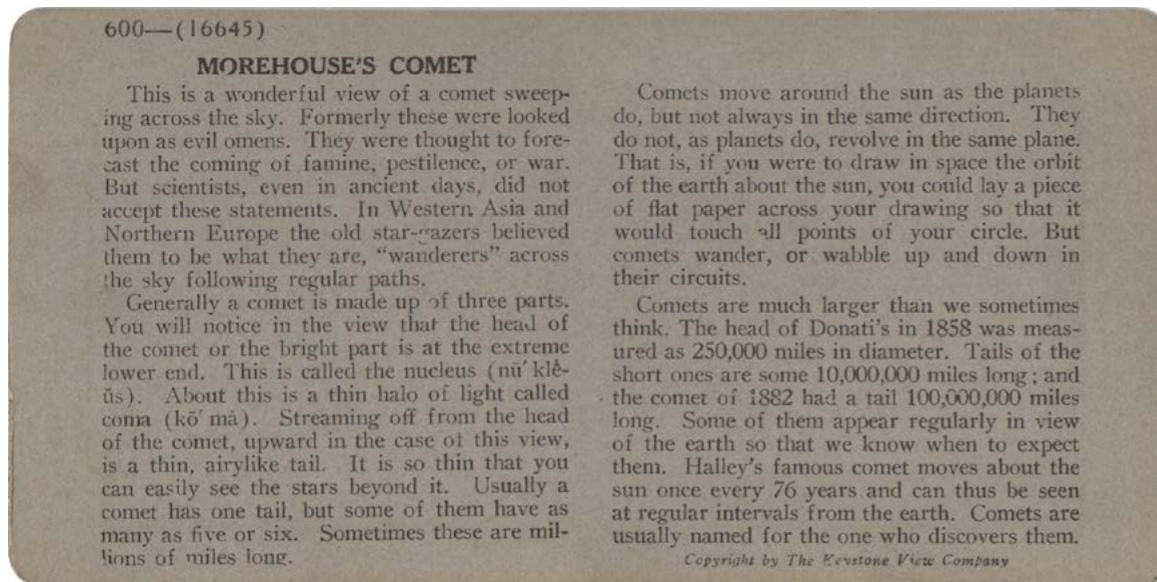 600—(16645)
MOREHOUSE'S COMET
This is a wonderful view of a comet sweep-
ing across the sky. Formerly these were looked
upon as evil omens. They were thought to fore-
cast the coming of famine, pestilence, or war.
But scientists, even in ancient days, did not
accept these statements. In Western Asia and
Northern Europe the old star-gazers believed
them to be what they are, "wanderers" across
the sky following regular paths.
Generally a comet is made up of three parts.
You will notice in the view that the head of
the comet or the bright part is at the extreme
lower end. This is called the nucleus (nū′ klė-
ŭs). About this is a thin halo of light called
coma (kō′ mȧ). Streaming off from the head
of the comet, upward in the case of this view,
is a thin, airylike tail. It is so thin that you
can easily see the stars beyond it. Usually a
comet has one tail, but some of them have as
many as five or six. Sometimes these are mil-
lions of miles long.
Comets move around the sun as the planets
do, but not always in the same direction. They
do not, as planets do, revolve in the same plane.
That is, if you were to draw in space the orbit
of the earth about the sun, you could lay a piece
of flat paper across your drawing so that it
would touch all points of your circle. But
comets wander, or wabble up and down in
their circuits.
Comets are much larger than we sometimes
think. The head of Donati's in 1858 was meas-
ured as 250,000 miles in diameter. Tails of the
short ones are some 10,000,000 miles long; and
the comet of 1882 had a tail 100,000,000 miles
long. Some of them appear regularly in view
of the earth so that we know when to expect
them. Halley's famous comet moves about the
sun once every 76 years and can thus be seen
at regular intervals from the earth. Comets are
usually named for the one who discovers them.
Copyright by The Keystone View Company